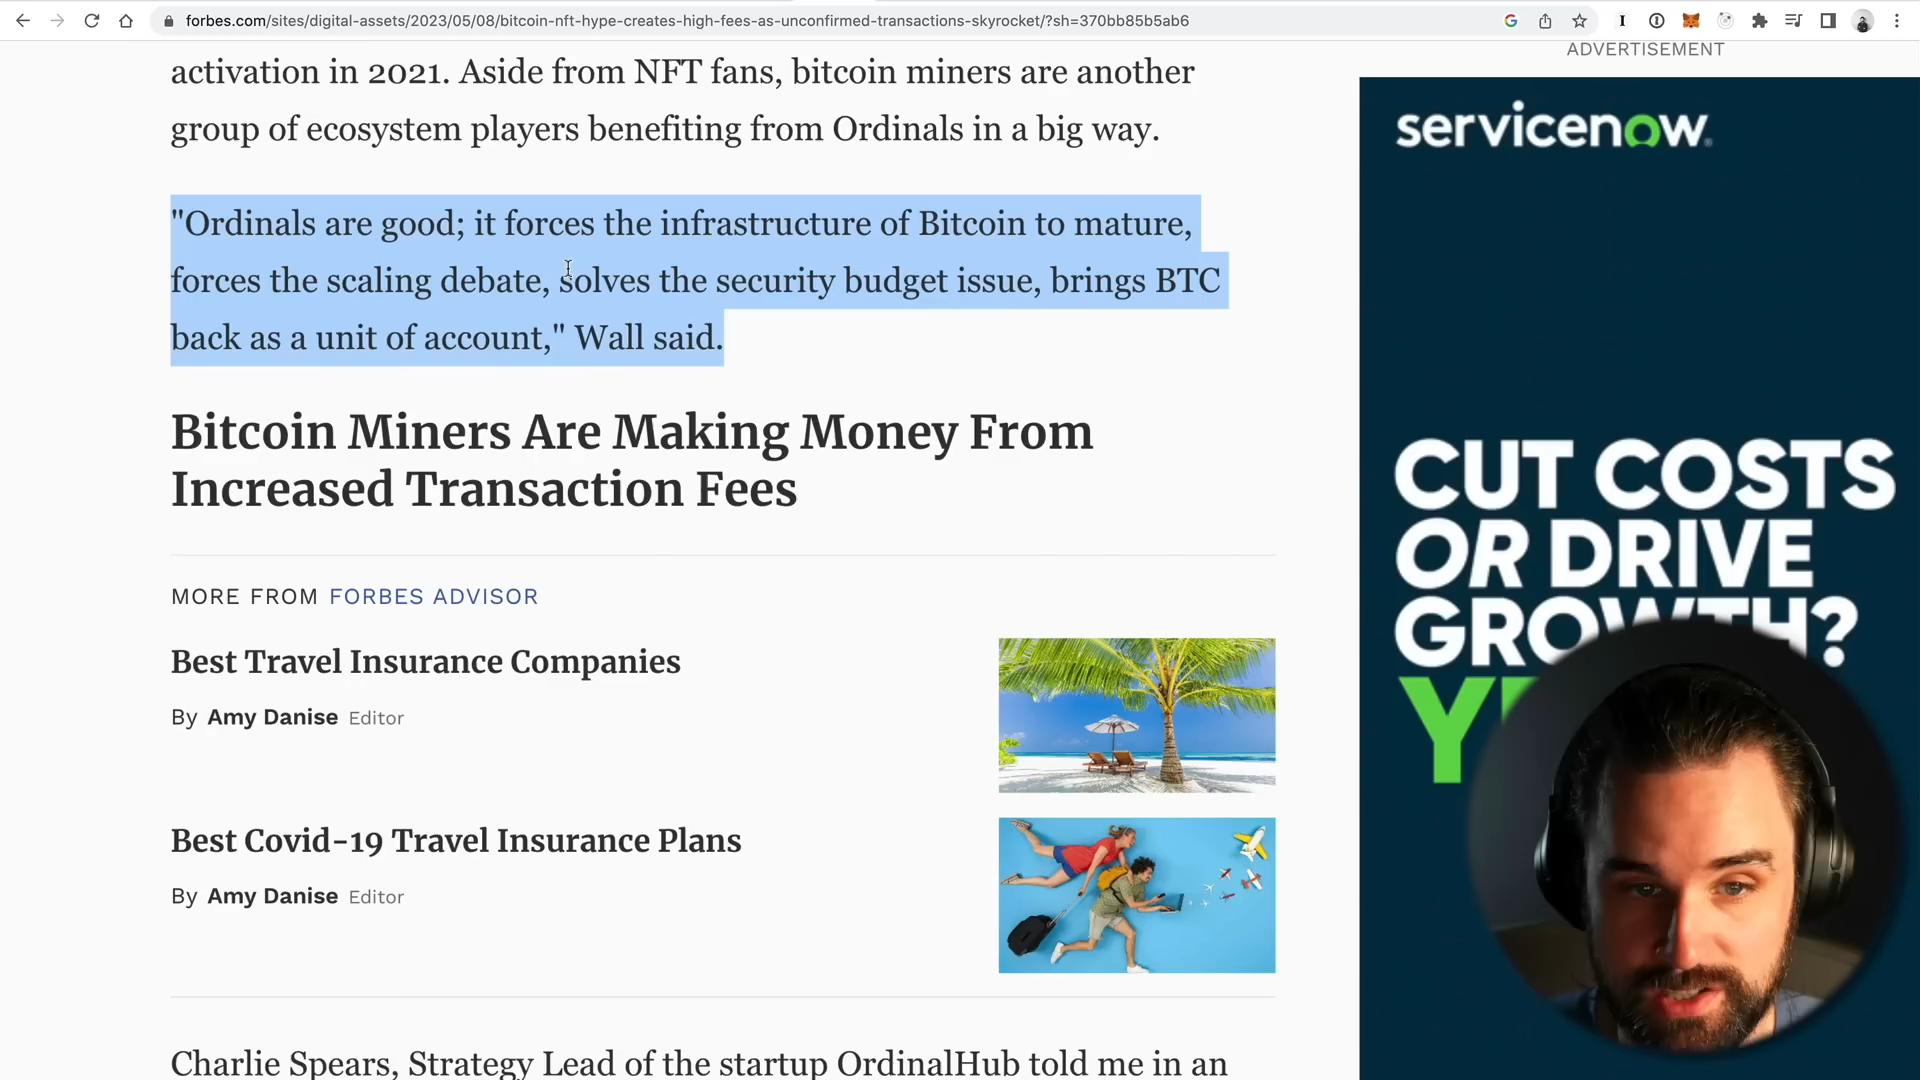 forbes.com/sites/digital-assets/2023/05/08/bitcoin-nft-hype-creates-high-fees-as-unconfirmed-transactions-skyrocket/?sh=370bb85b5ab6
activation in 2021. Aside from NFT fans, bitcoin miners are another
group of ecosystem players benefiting from Ordinals in a big way.
"Ordinals are good; it forces the infrastructure of Bitcoin to mature,
forces the scaling debate, solves the security budget issue, brings BTC
back as a unit of account," Wall said.
Bitcoin Miners Are Making Money From
Increased Transaction Fees
MORE FROM FORBES ADVISOR
Best Travel Insurance Companies
By Amy Danise Editor
Best Covid-19 Travel Insurance Plans
By Amy Danise Editor
Charlie Spears, Strategy Lead of the startup OrdinalHub told me in an
ADVERTISEMENT
servicenow
CUT COSTS
OR DRIVE
GROWTH?